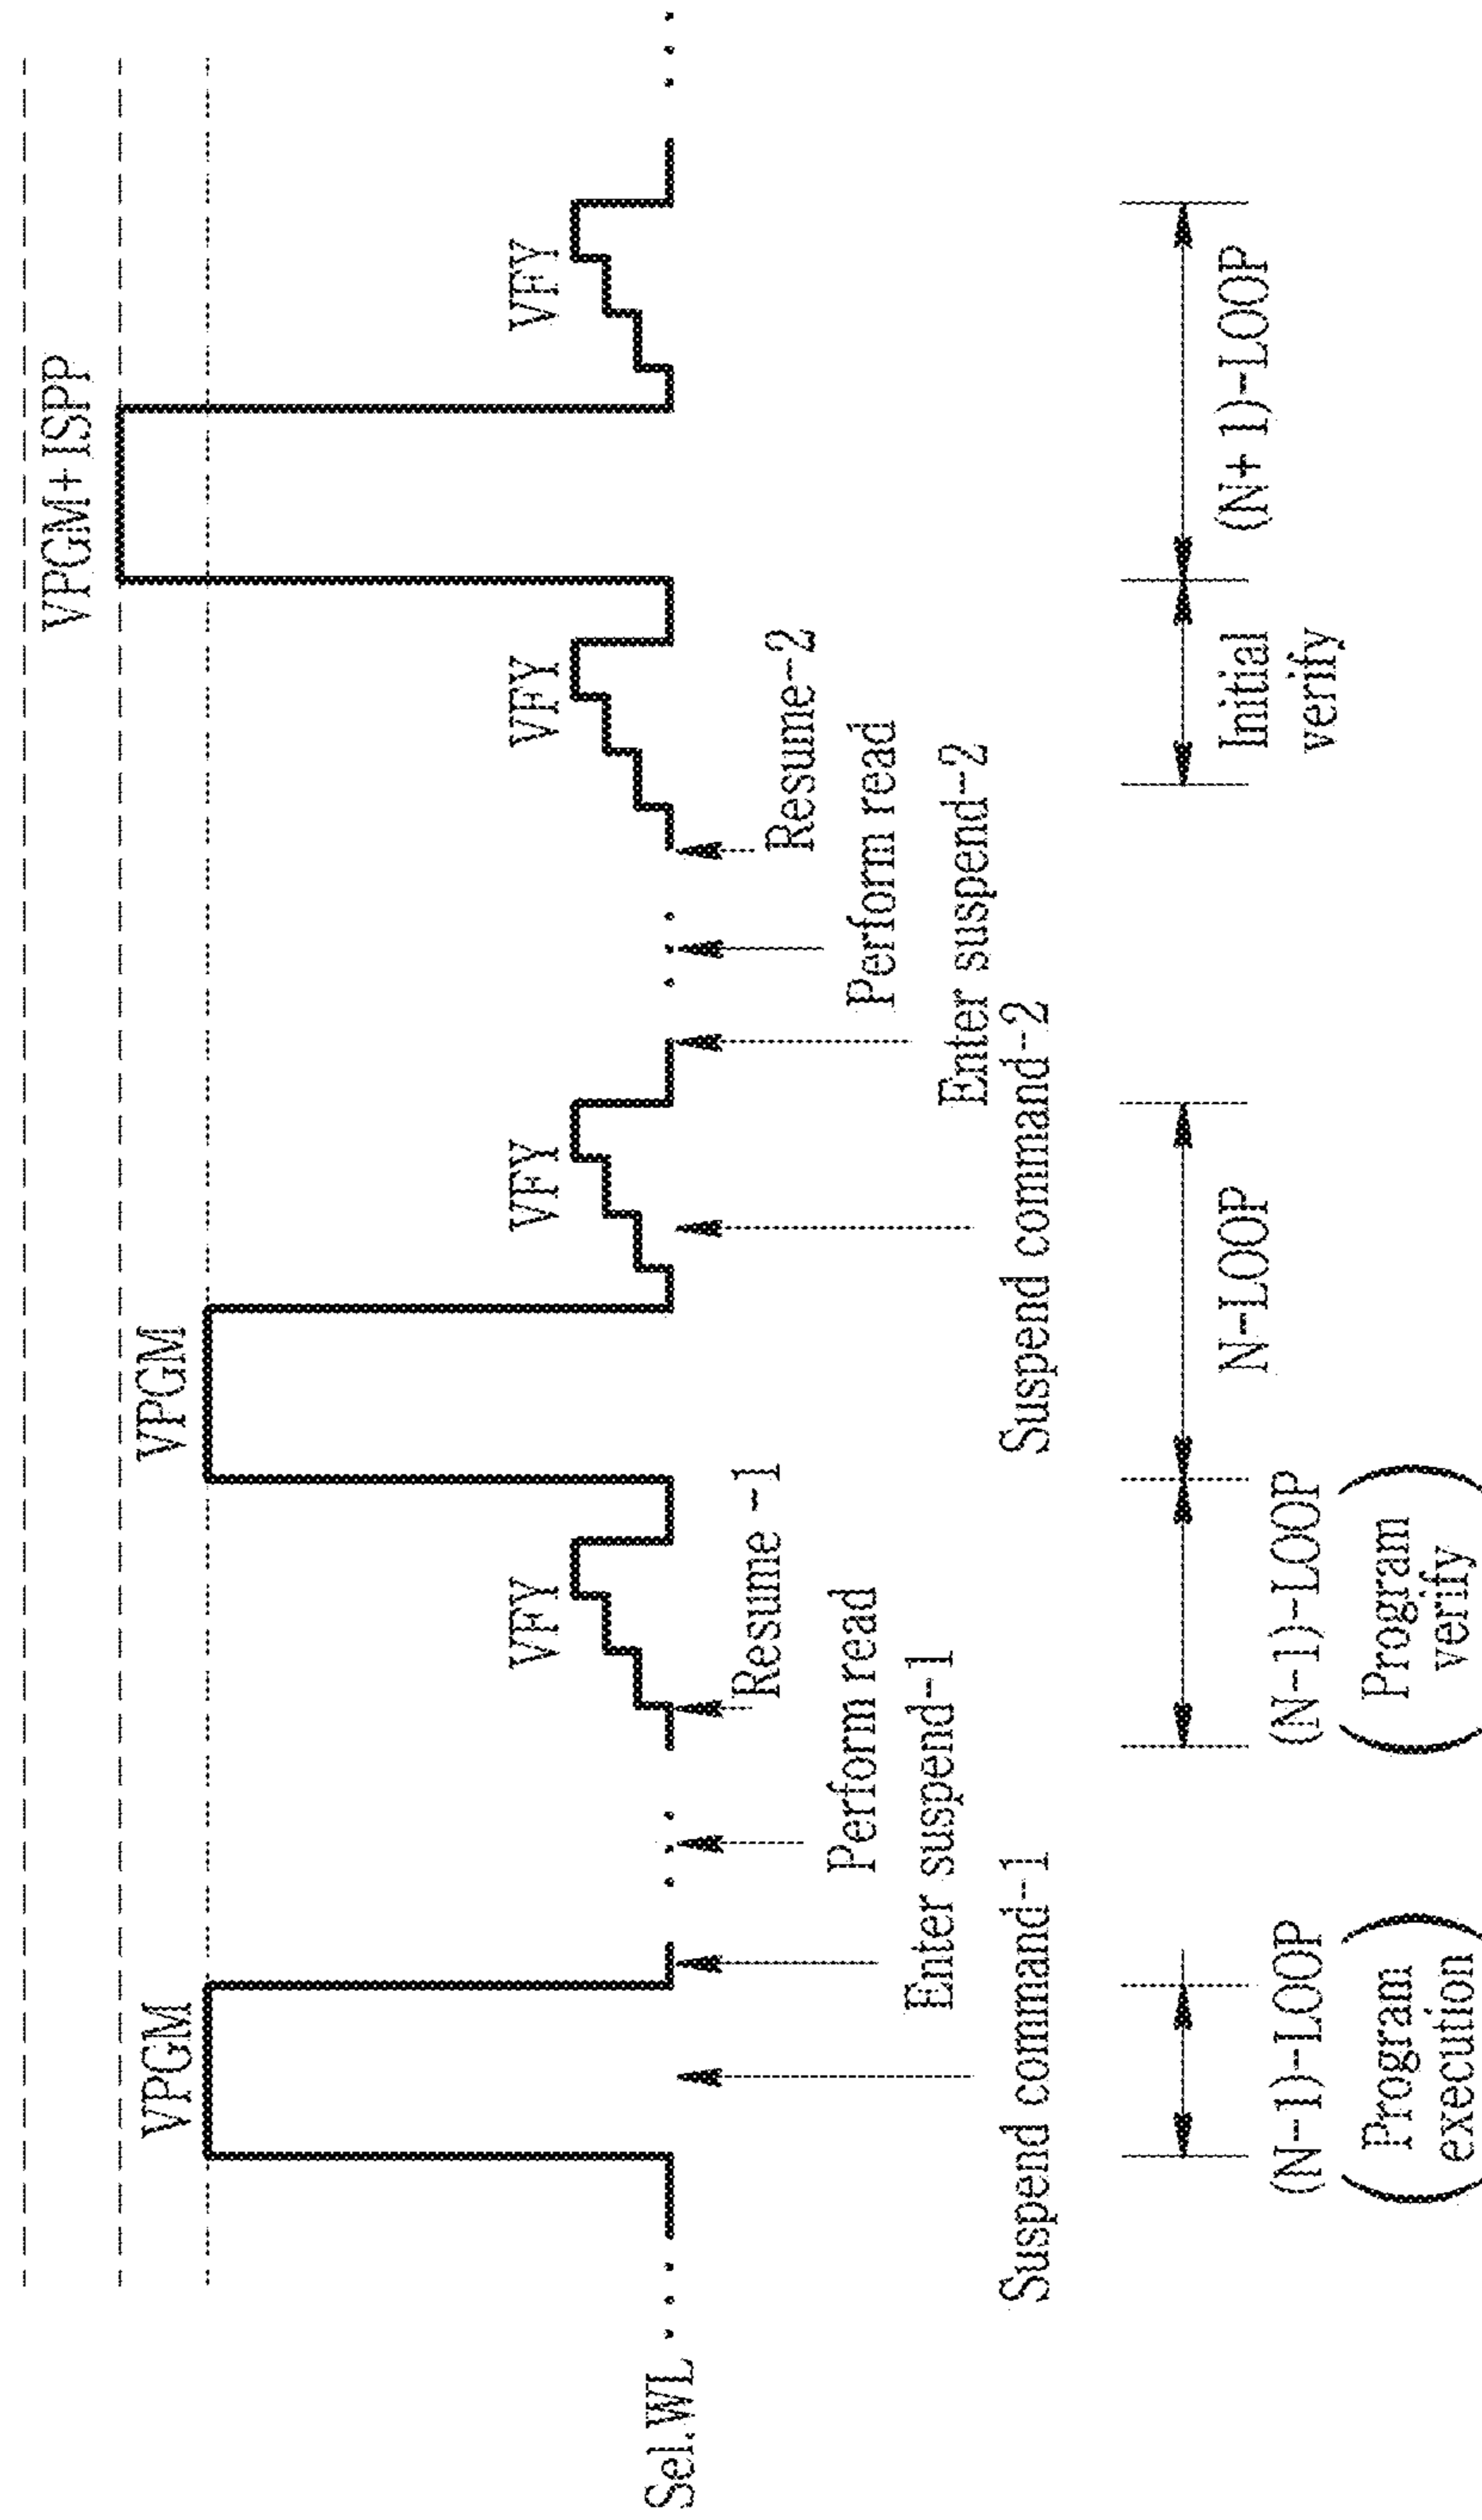 VPGM+ISPP
VPGM
VPGM
VFY
VFY
VFY
VFY
Sel.WL
Resume -1
Resume-2
Perform read
Perform read
Enter suspend-1
Enter suspend-2
Suspend command-1
Suspend command-2
(N-1)-LOOP
(Program
execution)
(N-1)-LOOP
(Program
verify)
N-LOOP
Initial
verify
(N+1)-LOOP